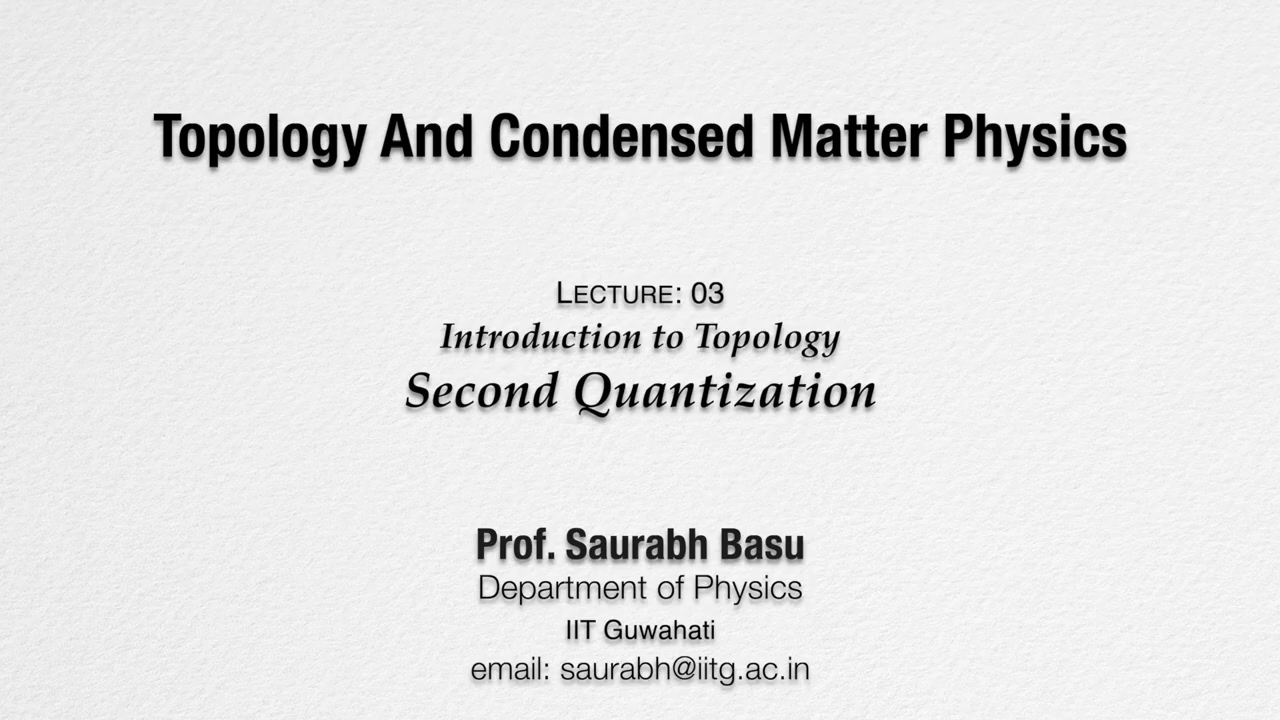 Topology And Condensed Matter Physics
LECTURE: 03
Introduction to Topology
Second Quantization
Prof. Saurabh Basu
Department of Physics
IIT Guwahati
email: saurabh@iitg.ac.in